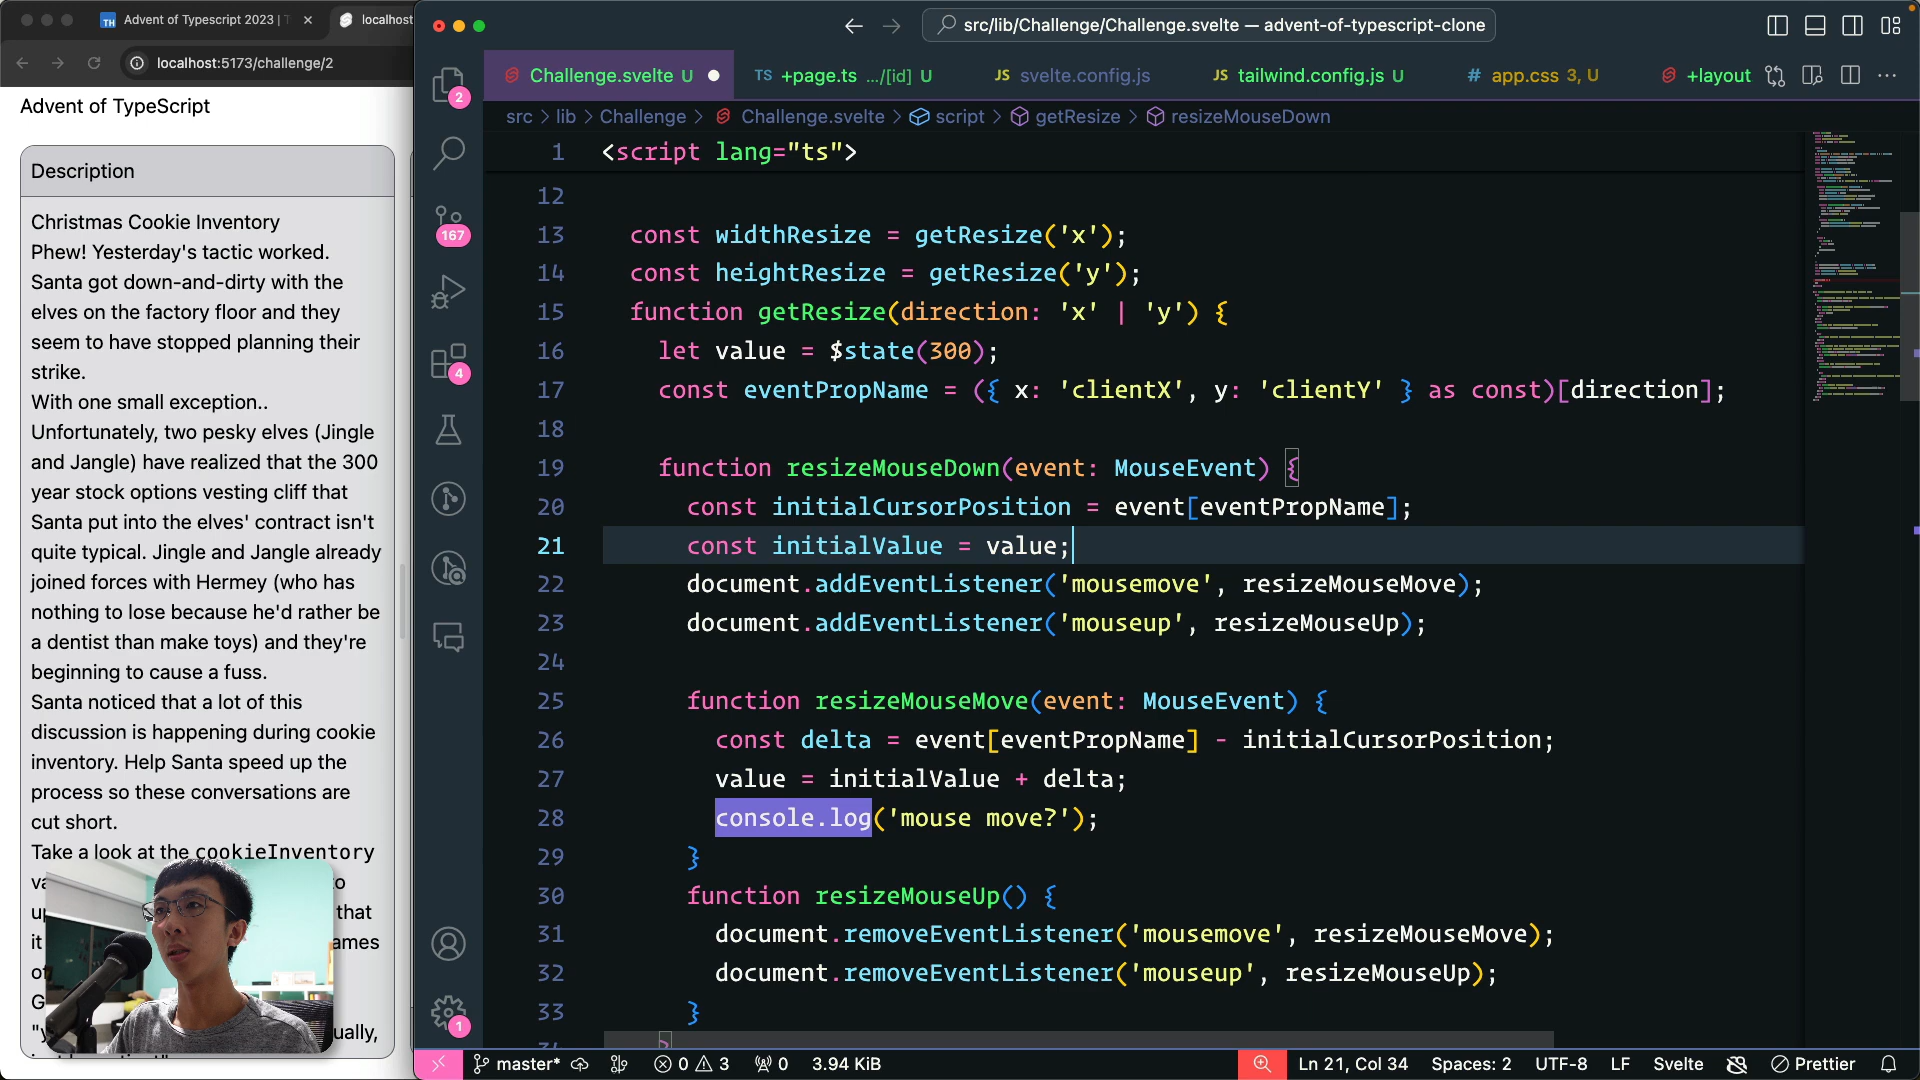 Advent of Typescript 2023 | T
localhost
localhost:5173/challenge/2
Advent of TypeScript
Description
Christmas Cookie Inventory
Phew! Yesterday's tactic worked.
Santa got down-and-dirty with the
elves on the factory floor and they
seem to have stopped planning their
strike.
With one small exception..
Unfortunately, two pesky elves (Jingle
and Jangle) have realized that the 300
year stock options vesting cliff that
Santa put into the elves' contract isn't
quite typical. Jingle and Jangle already
joined forces with Hermey (who has
nothing to lose because he'd rather be
a dentist than make toys) and they're
beginning to cause a fuss.
Santa noticed that a lot of this
discussion is happening during cookie
inventory. Help Santa speed up the
process so these conversations are
cut short.
Take a look at the cookieInventory
that
it
ames
G
ually,
src/lib/Challenge/Challenge.svelte — advent-of-typescript-clone
Challenge.svelte U
TS +page.ts .../[id] U
JS svelte.config.js
JS tailwind.config.js U
# app.css 3, U
+layout
src > lib > Challenge > Challenge.svelte > script > getResize > resizeMouseDown
2
167
4
1
1 <script lang="ts">
12
13 const widthResize = getResize('x');
14 const heightResize = getResize('y');
15 function getResize(direction: 'x' | 'y') {
16 let value = $state(300);
17 const eventPropName = ({ x: 'clientX', y: 'clientY' } as const)[direction];
18
19 function resizeMouseDown(event: MouseEvent) {
20 const initialCursorPosition = event[eventPropName];
21 const initialValue = value;
22 document.addEventListener('mousemove', resizeMouseMove);
23 document.addEventListener('mouseup', resizeMouseUp);
24
25 function resizeMouseMove(event: MouseEvent) {
26 const delta = event[eventPropName] - initialCursorPosition;
27 value = initialValue + delta;
28 console.log('mouse move?');
29 }
30 function resizeMouseUp() {
31 document.removeEventListener('mousemove', resizeMouseMove);
32 document.removeEventListener('mouseup', resizeMouseUp);
33 }
master* 0 3 0 3.94 KiB Ln 21, Col 34 Spaces: 2 UTF-8 LF Svelte Prettier